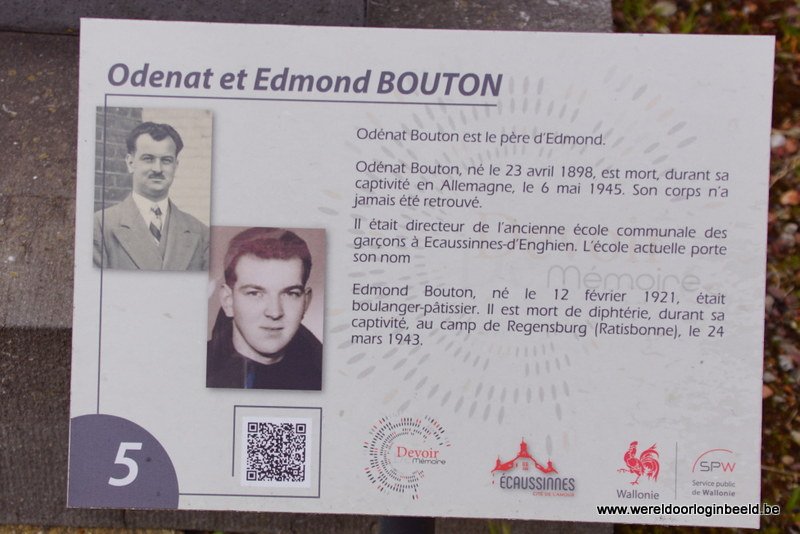 Odenat et Edmond BOUTON
Odénat Bouton est le père d'Edmond.
Odénat Bouton, né le 23 avril 1898, est mort, durant sa
captivité en Allemagne, le 6 mai 1945. Son corps n'a
jamais été retrouvé.
Il était directeur de l'ancienne école communale des
garçons à Ecaussinnes-d'Enghien. L'école actuelle porte
son nom
Mémoire
Edmond Bouton, né le 12 février 1921, était
boulanger-pâtissier. Il est mort de diphtérie, durant sa
captivité, au camp de Regensburg (Ratisbonne), le 24
mars 1943.
5
Devoir
Mémoire
ÉCAUSSINNES
CITÉ DE L'AMOUR
Wallonie
SPW
Service public
de Wallonie
www.wereldoorloginbeeld.be